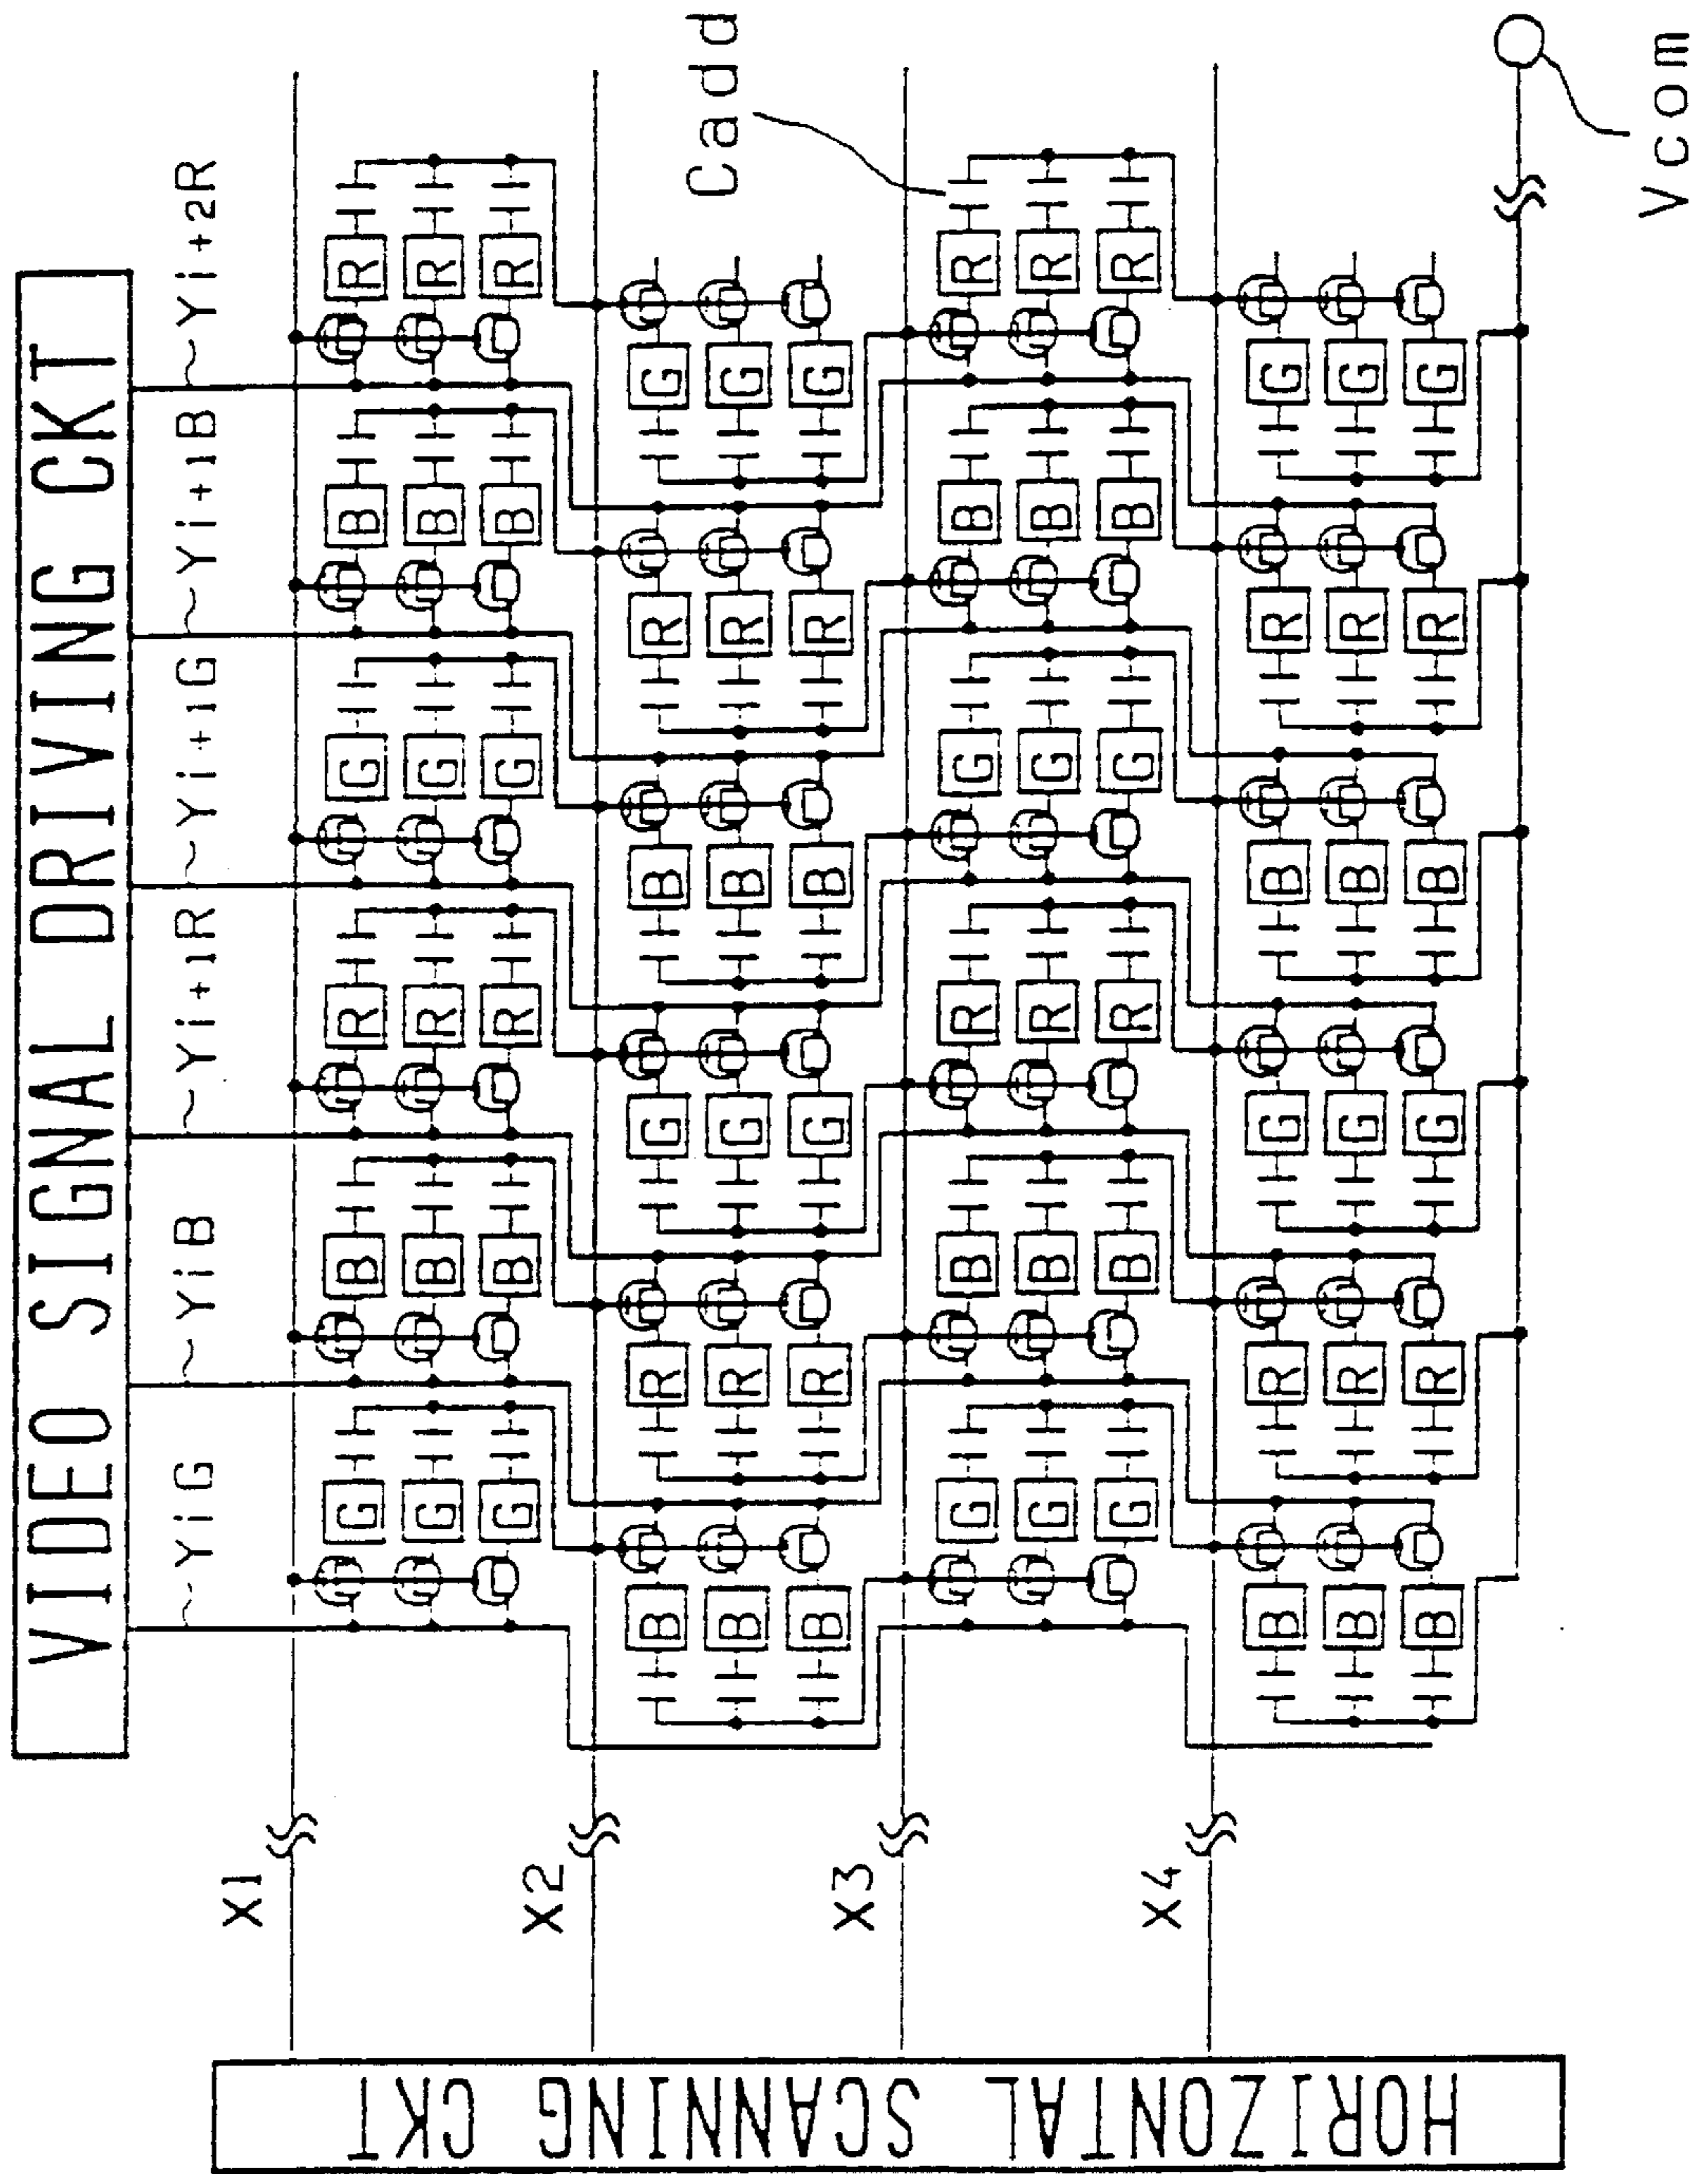 VIDEO SIGNAL DRIVING CKT
YiG YiB Yi+1R Yi+1G Yi+1B Yi+2R
X1
G B R G B R
G B R G B R
G B R G B R
X2
B R G B R G
B R G B R G
B R G B R G
Cadd
X3
G B R G B R
G B R G B R
G B R G B R
X4
B R G B R G
B R G B R G
B R G B R G
Vcom
HORIZONTAL SCANNING CKT